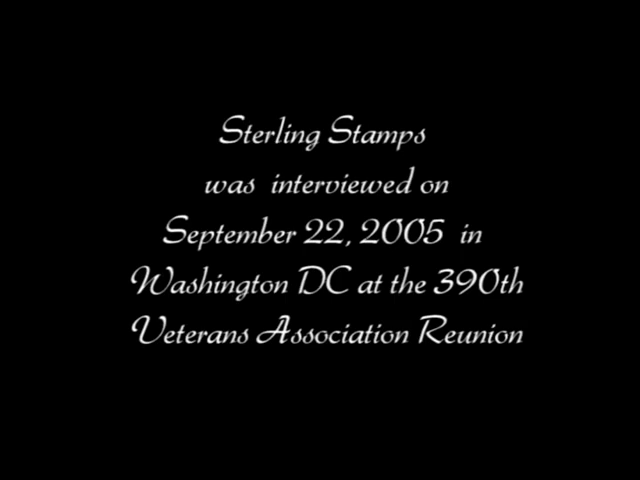 Sterling Stamps
was interviewed on
September 22, 2005 in
Washington DC at the 390th
Veterans Association Reunion